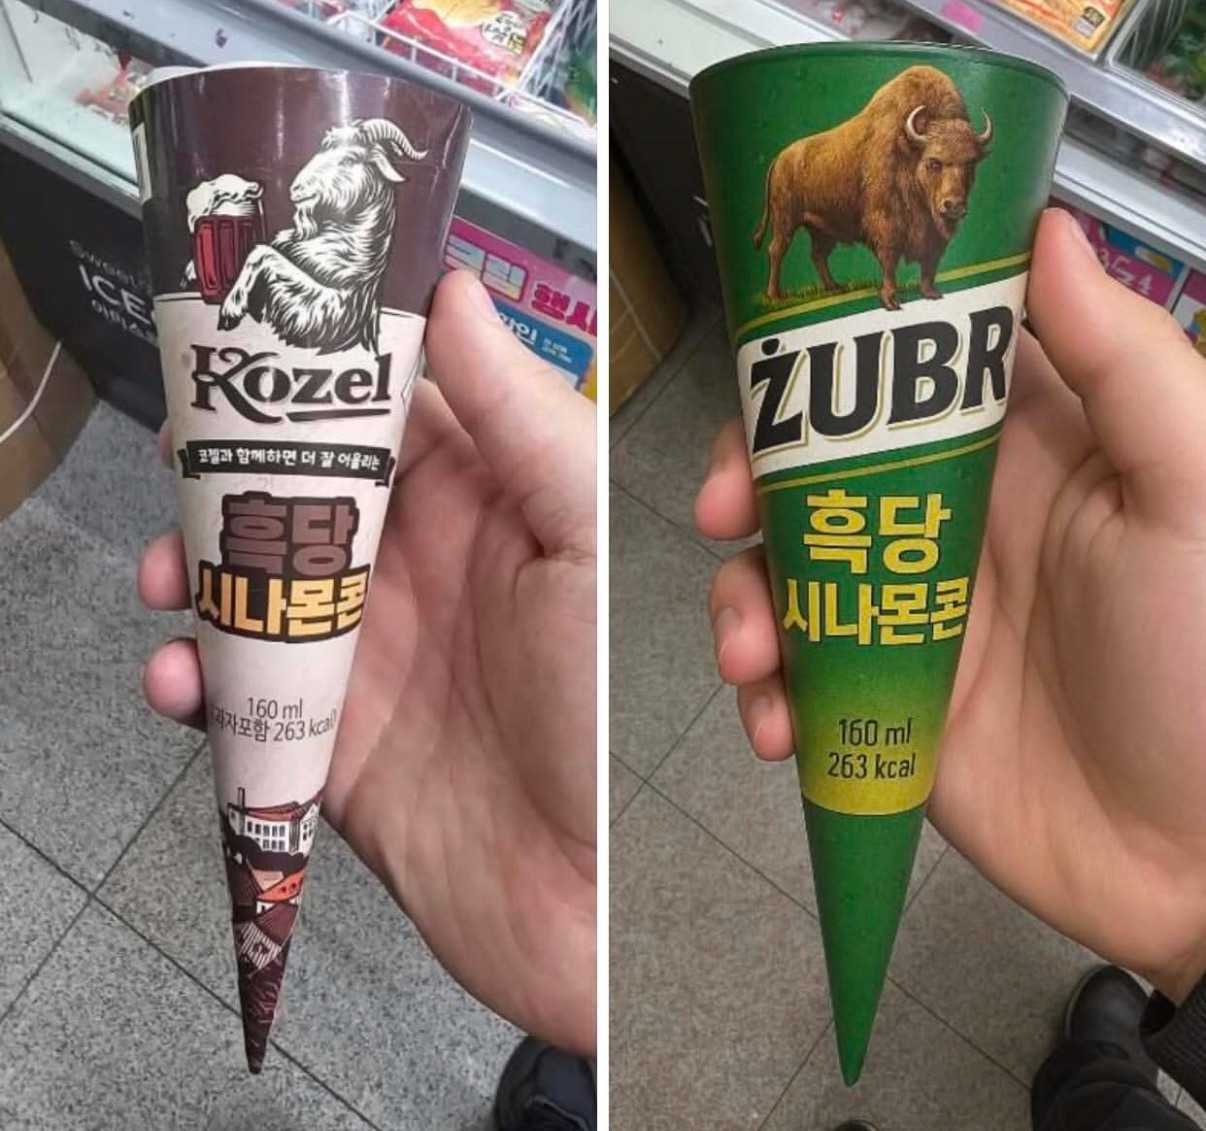 Sweet
ICE
Kozel
코젤과 함께하면 더 잘 어울리는
흑당
시나몬콘
160 ml
과자포함 263 kcal
ŻUBR
흑당
시나몬콘
160 ml
263 kcal